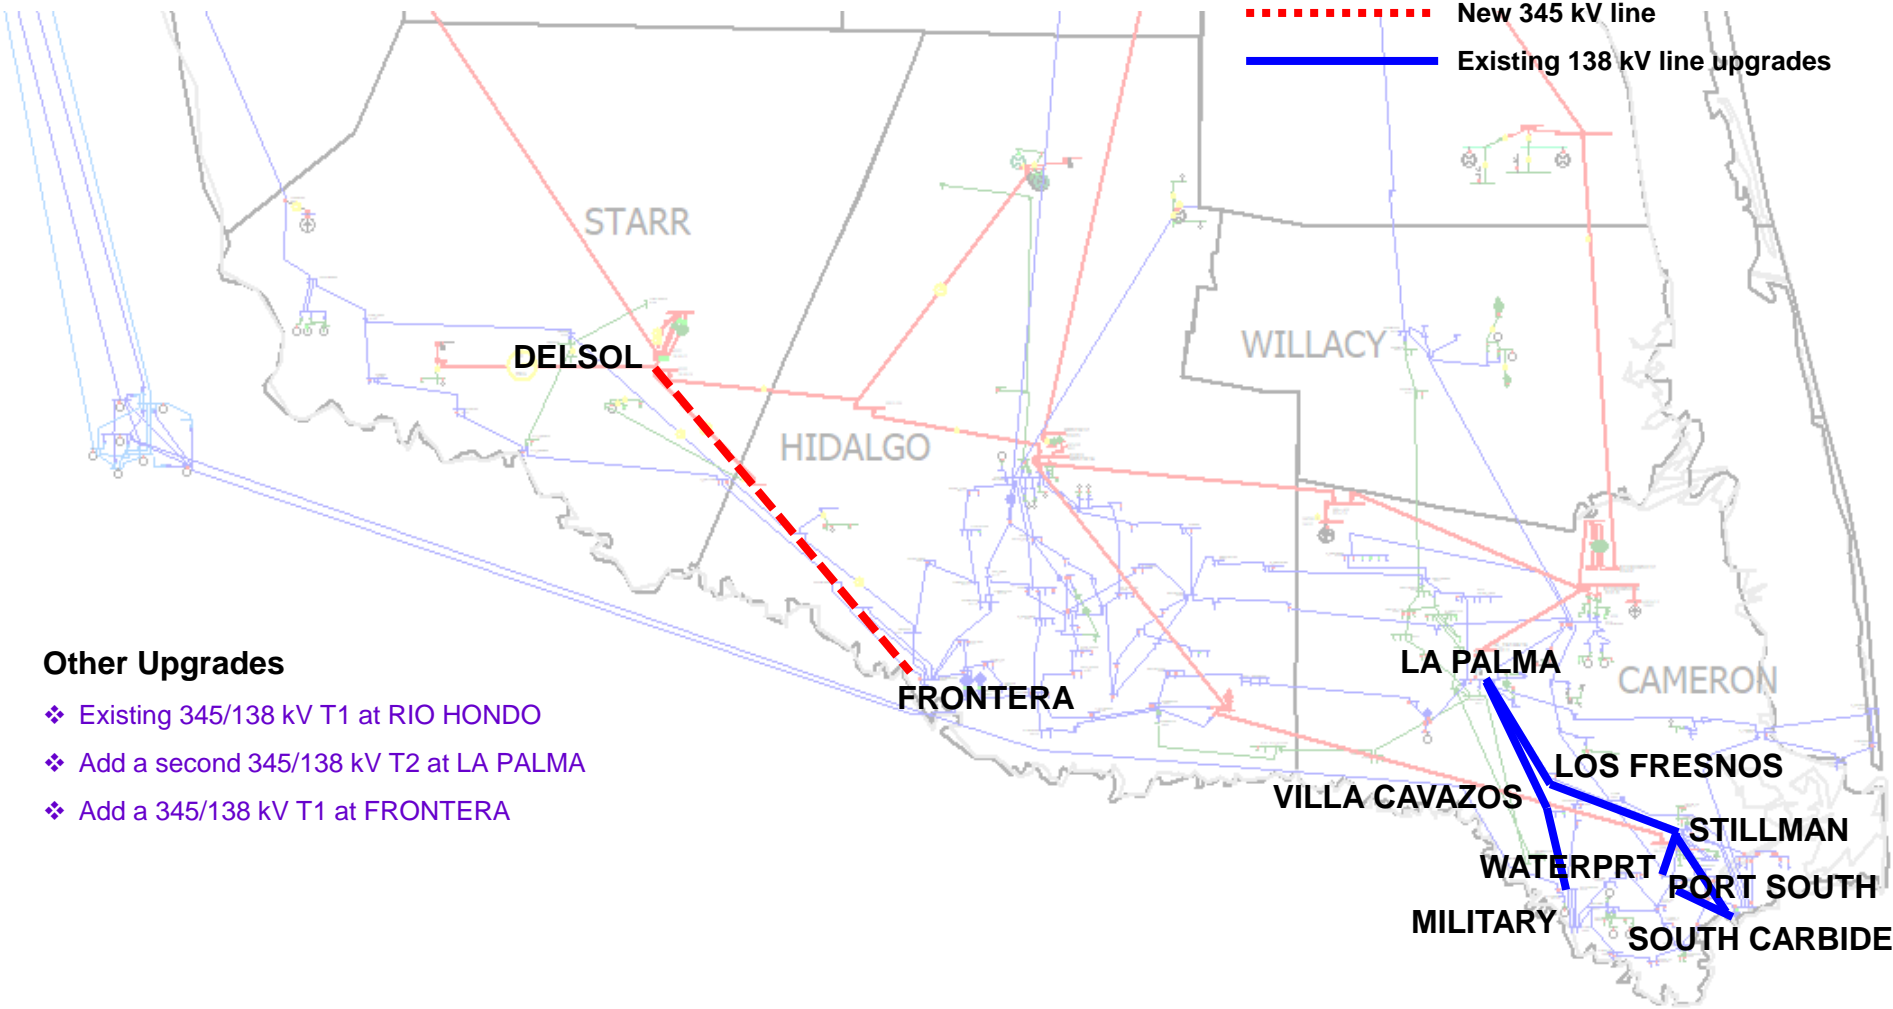 New 345 kV line
Existing 138 kV line upgrades
STARR
WILLACY
DELSOL
HIDALGO
Other Upgrades
❖ Existing 345/138 kV T1 at RIO HONDO
❖ Add a second 345/138 kV T2 at LA PALMA
❖ Add a 345/138 kV T1 at FRONTERA
FRONTERA
LA PALMA
CAMERON
LOS FRESNOS
VILLA CAVAZOS
STILLMAN
WATERPRT
PORT SOUTH
MILITARY
SOUTH CARBIDE